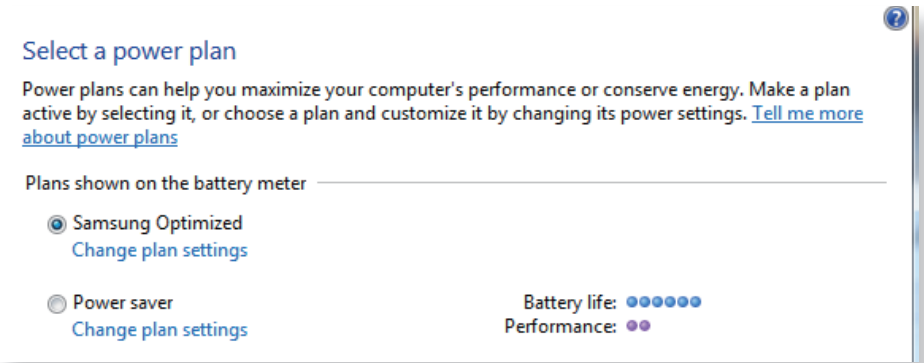 Select a power plan
Power plans can help you maximize your computer's performance or conserve energy. Make a plan
active by selecting it, or choose a plan and customize it by changing its power settings. Tell me more
about power plans
Plans shown on the battery meter
Samsung Optimized
Change plan settings
Power saver Battery life:
Change plan settings Performance: